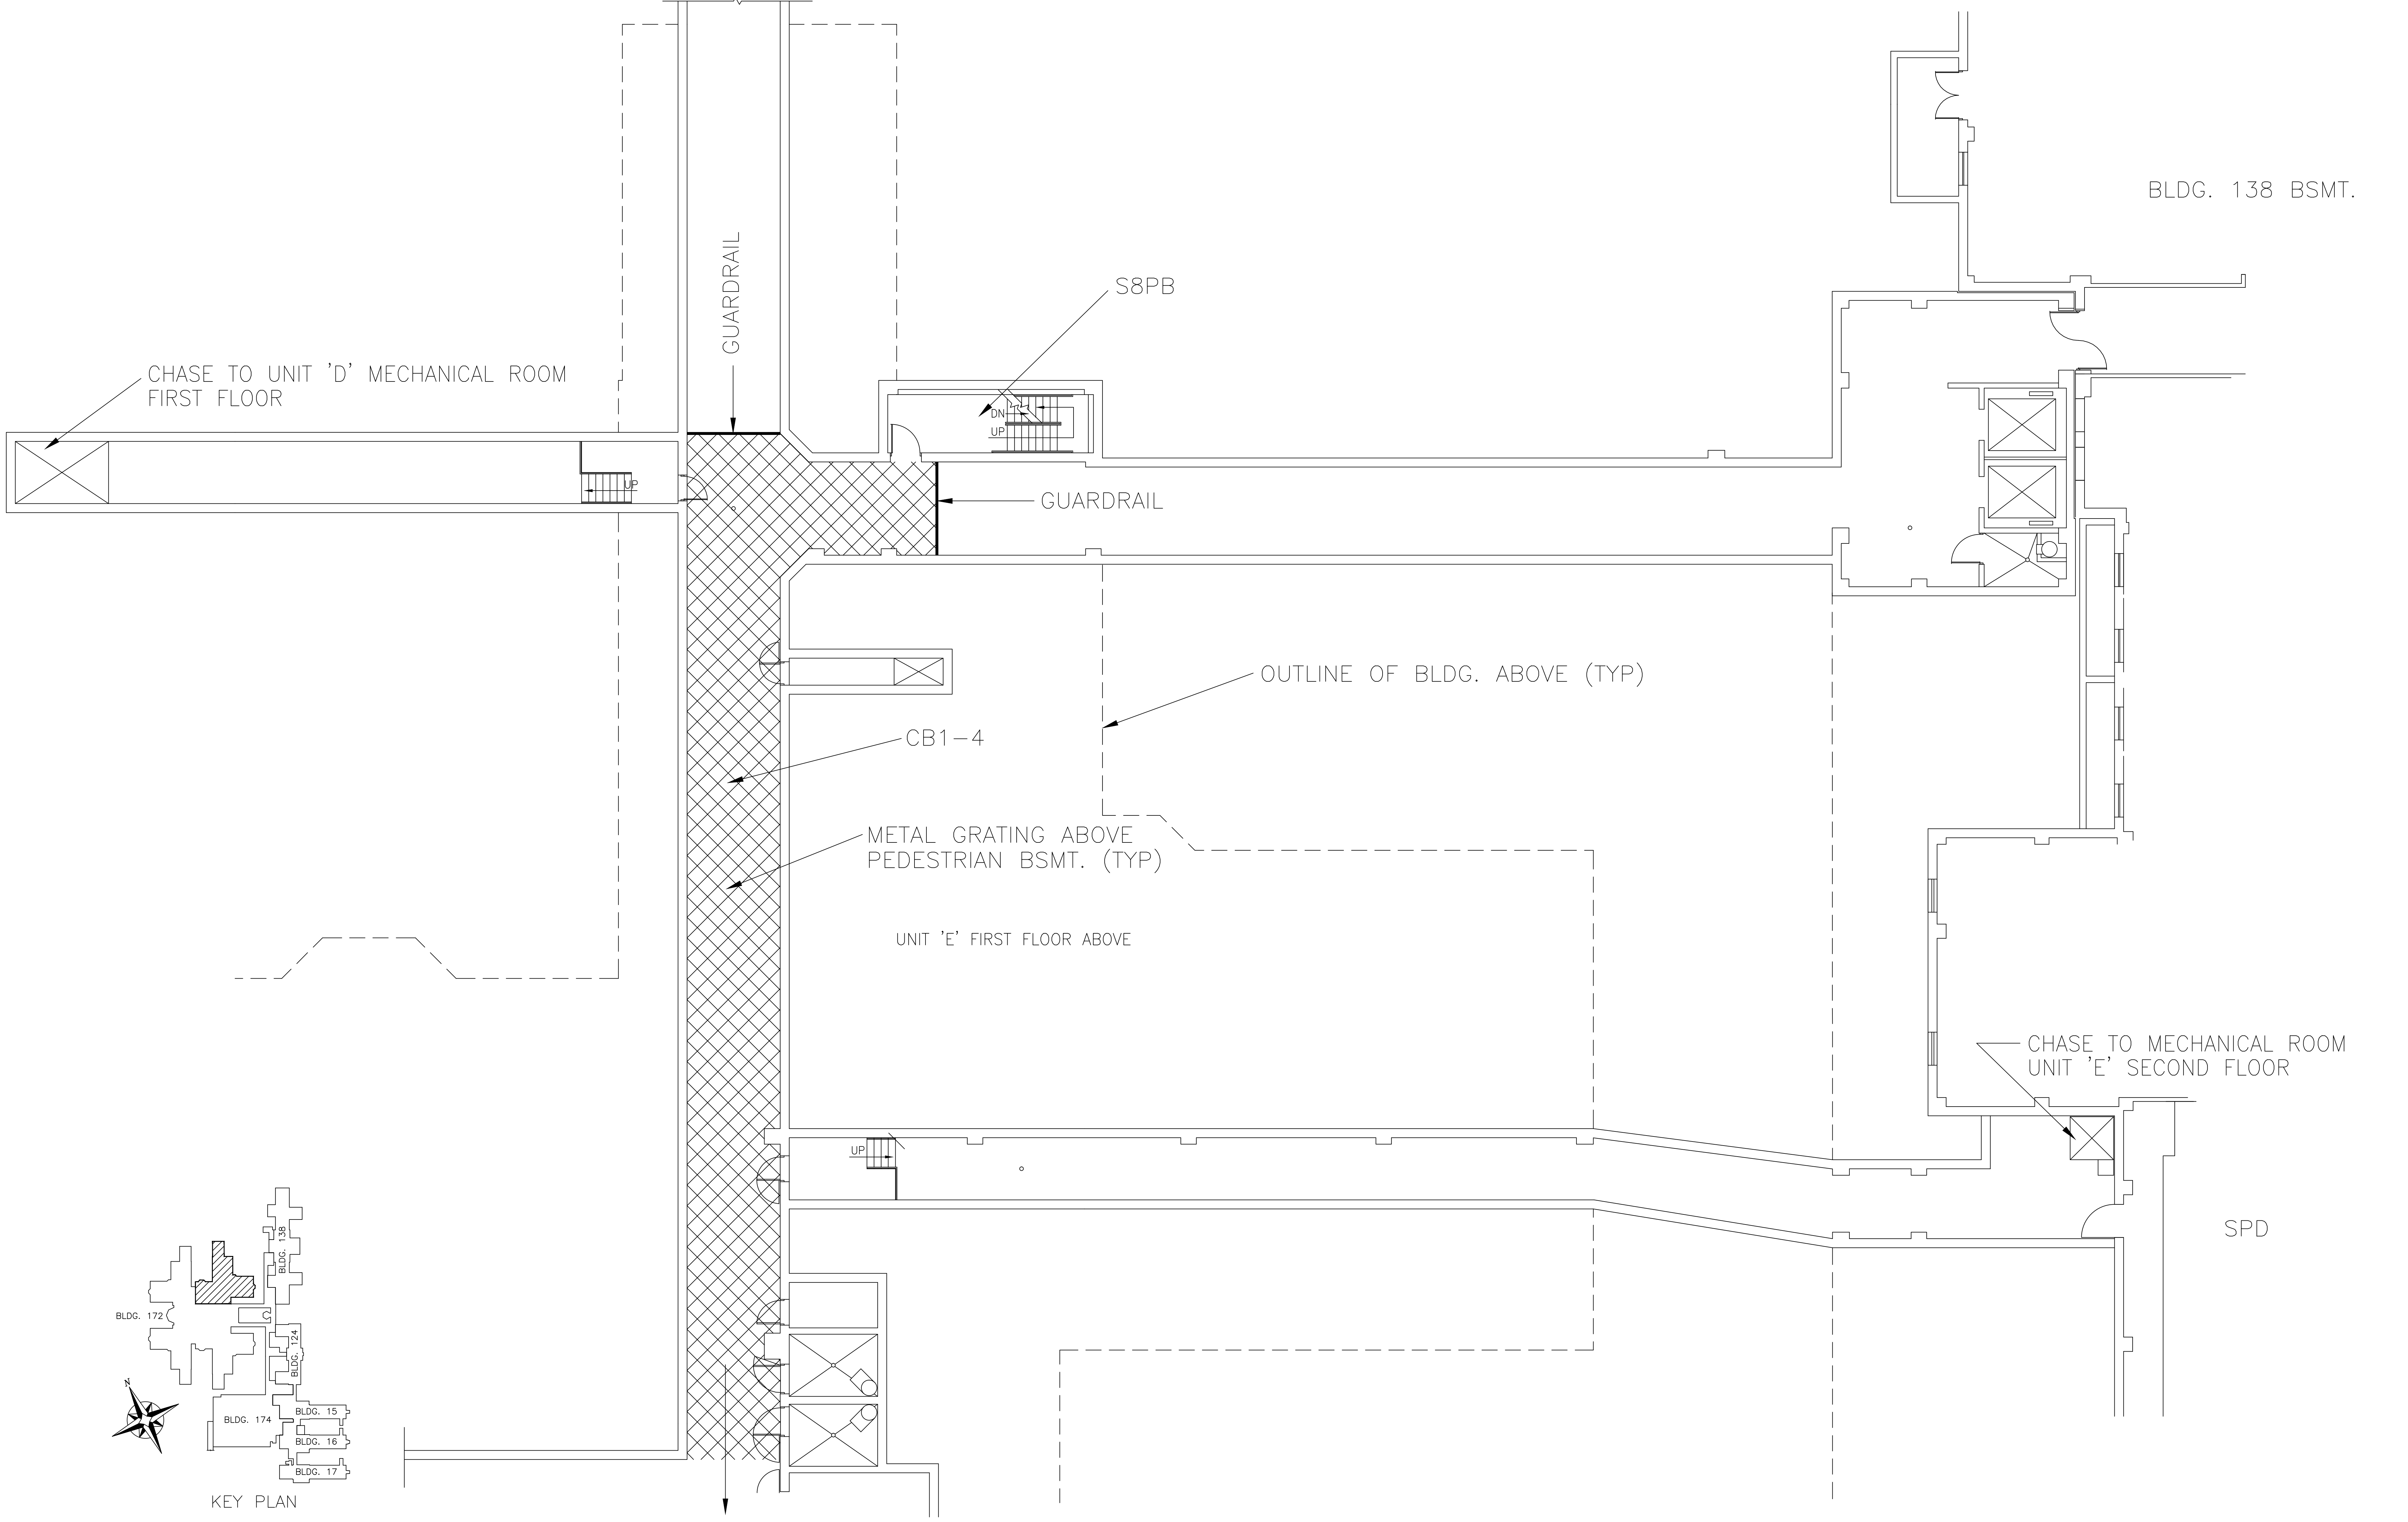 BLDG. 138 BSMT.
GUARDRAIL
S8PB
CHASE TO UNIT 'D' MECHANICAL ROOM
FIRST FLOOR
DN
UP
UP
GUARDRAIL
OUTLINE OF BLDG. ABOVE (TYP)
CB1-4
METAL GRATING ABOVE
PEDESTRIAN BSMT. (TYP)
UNIT 'E' FIRST FLOOR ABOVE
CHASE TO MECHANICAL ROOM
UNIT 'E' SECOND FLOOR
UP
SPD
BLDG. 138
BLDG. 172
BLDG. 124
N
BLDG. 174
BLDG. 15
BLDG. 16
BLDG. 17
KEY PLAN